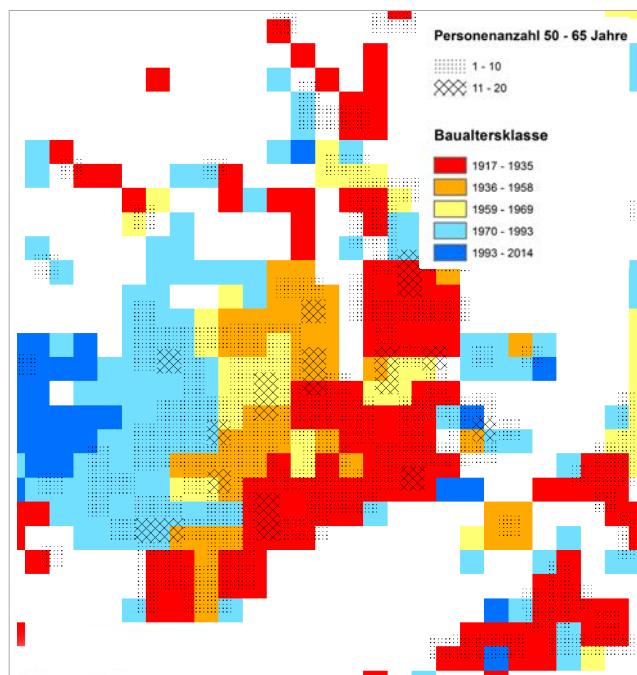 Personenanzahl 50 - 65 Jahre
1 - 10
11 - 20
Baualtersklasse
1917 - 1935
1936 - 1958
1959 - 1969
1970 - 1993
1993 - 2014